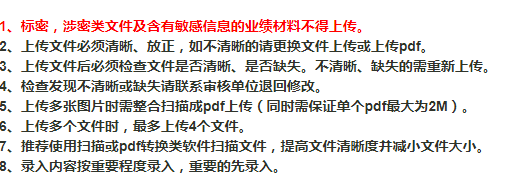 1、标密，涉密类文件及含有敏感信息的业绩材料不得上传。
2、上传文件必须清晰、放正，如不清晰的请更换文件上传或上传pdf。
3、上传文件后必须检查文件是否清晰、是否缺失。不清晰、缺失的需重新上传。
4、检查发现不清晰或缺失请联系审核单位退回修改。
5、上传多张图片时需整合扫描成pdf上传（同时需保证单个pdf最大为2M）。
6、上传多个文件时，最多上传4个文件。
7、推荐使用扫描或pdf转换类软件扫描文件，提高文件清晰度并减小文件大小。
8、录入内容按重要程度录入，重要的先录入。